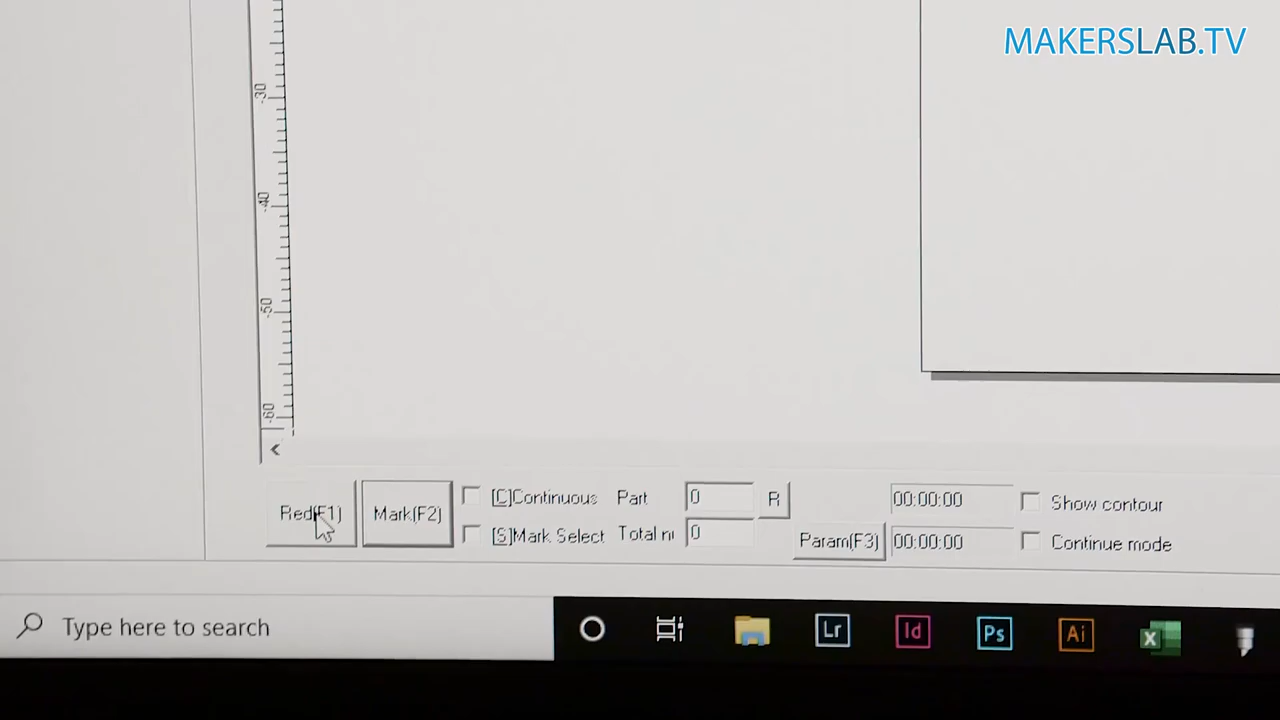 MAKERSLAB.TV
-30
-40
-50
-60
Red(F1)
Mark(F2)
[C]Continuous
Part
0
R
00:00:00
Show contour
[S]Mark Select
Total nu
0
Param(F3)
00:00:00
Continue mode
Type here to search
Lr
Id
Ps
Ai
X